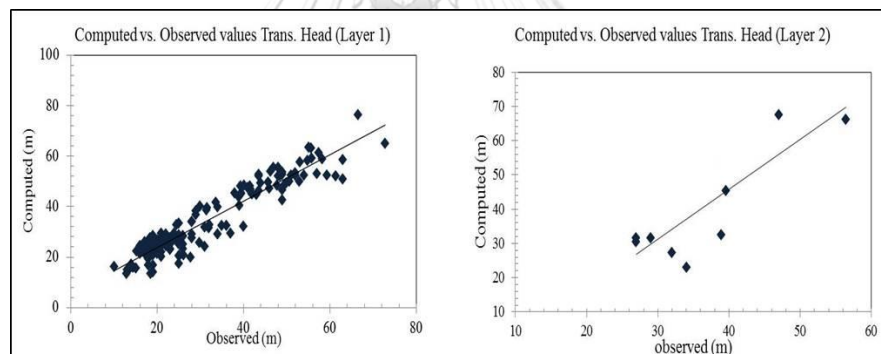 Computed vs. Observed values Trans. Head (Layer 1)
100
80
60
40
20
0
Computed (m)
0 20 40 60 80
Observed (m)
Computed vs. Observed values Trans. Head (Layer 2)
80
70
60
50
40
30
20
10
Computed (m)
10 20 30 40 50 60
observed (m)